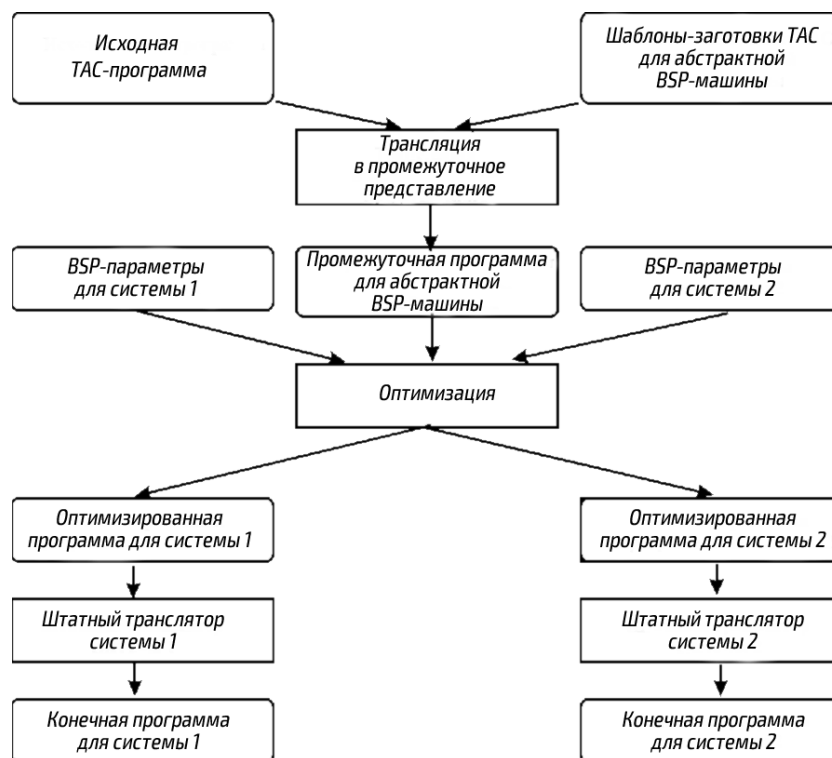 Исходная
ТАС-программа
Шаблоны-заготовки ТАС
для абстрактной
BSP-машины
Трансляция
в промежуточное
представление
BSP-параметры
для системы 1
Промежуточная программа
для абстрактной
BSP-машины
BSP-параметры
для системы 2
Оптимизация
Оптимизированная
программа для системы 1
Оптимизированная
программа для системы 2
Штатный транслятор
системы 1
Штатный транслятор
системы 2
Конечная программа
для системы 1
Конечная программа
для системы 2